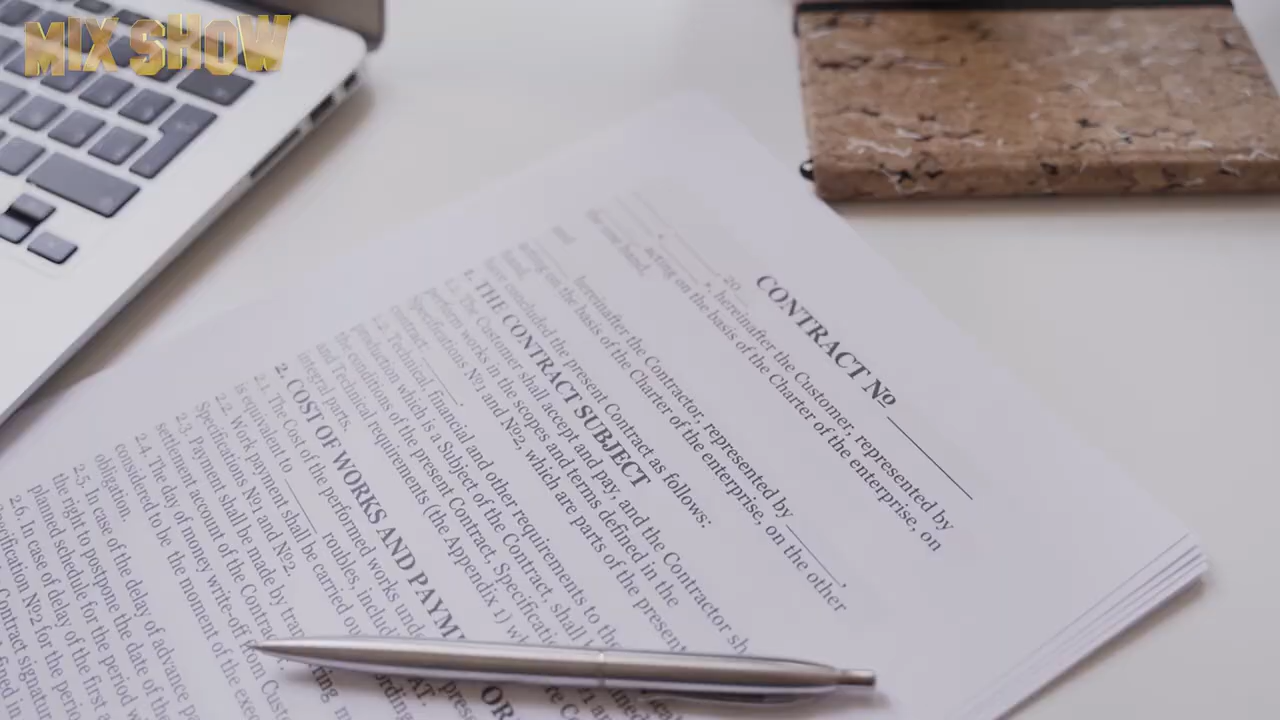 MIX SHOW
CONTRACT №
20
hereinafter the Customer, represented by
acting on the basis of the Charter of the enterprise, on
the one hand,
and
hereinafter the Contractor, represented by
acting on the basis of the Charter of the enterprise, on the other
hand,
have concluded the present Contract as follows:
1. THE CONTRACT SUBJECT
1.1. The Customer shall accept and pay, and the Contractor sh
perform works in the scopes and terms defined in the
Specifications №1 and №2, which are parts of the present
contract.
1.2. Technical, financial and other requirements to the
production which is a Subject of the Contract, shall
the conditions of the present Contract, Specificatio
and Technical requirements (the Appendix 1) wh
integral parts.
2. COST OF WORKS AND PAYM
2.1. The Cost of the performed works und
is equivalent to roubles, includ
2.2. Work payment shall be carried ou
Specifications №1 and №2.
2.3. Payment shall be made by tran
settlement account of the Contrac
2.4. The day of money write-off from Custo
considered to be the moment of the exec
obligation.
2.5. In case of the delay of advance p
the right to postpone the date of the
planned schedule for the period w
2.6. In case of delay of the first a
Specification №2 for the perio
Contract signatur